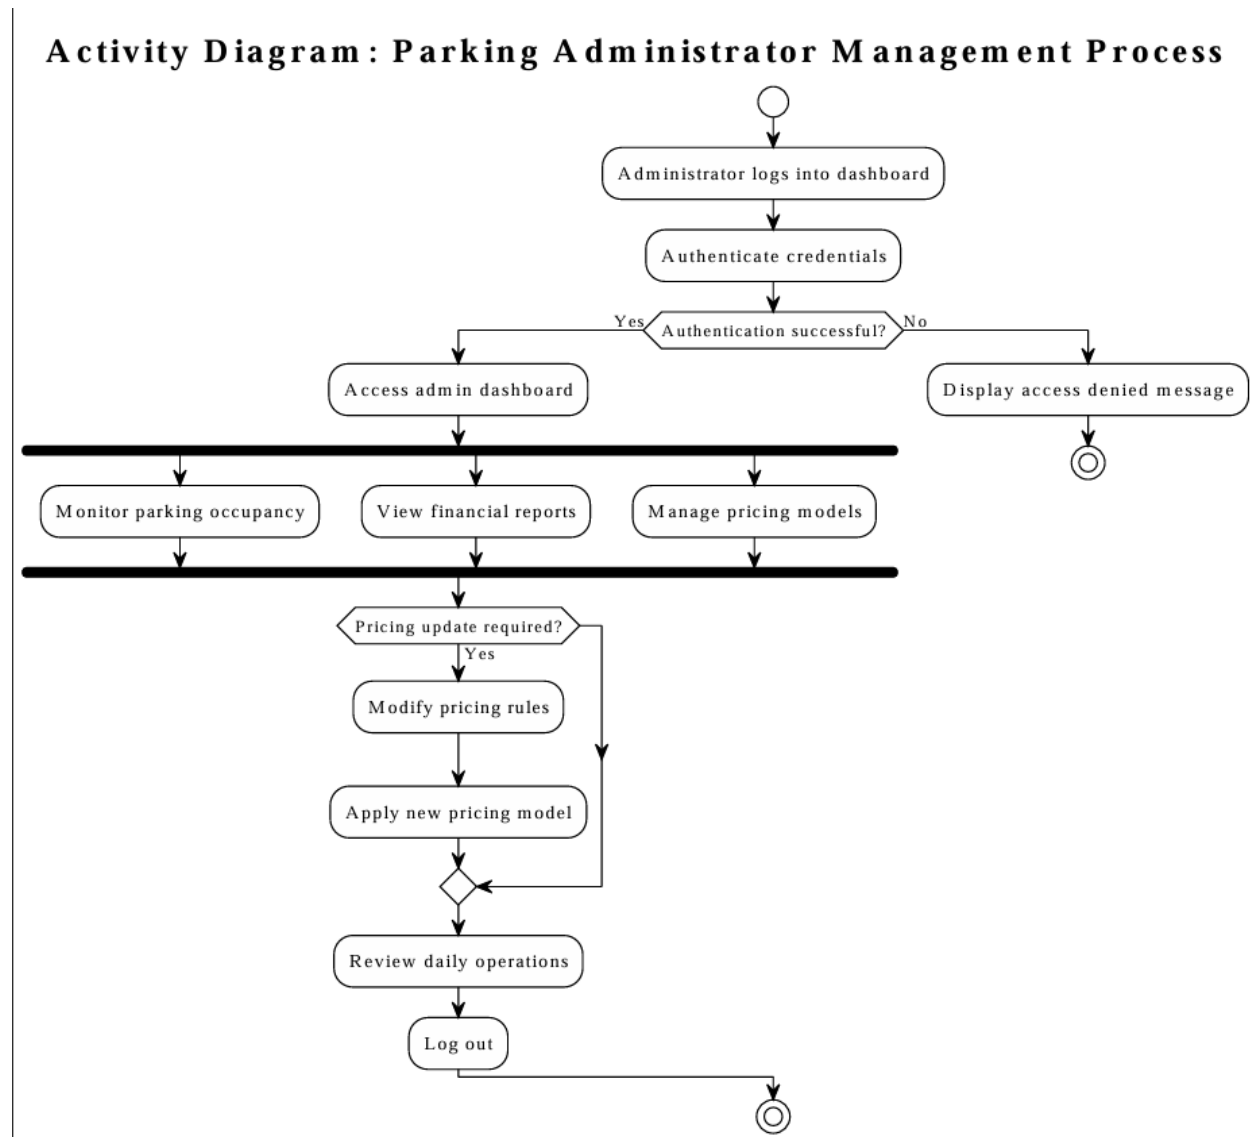 Activity Diagram: Parking Administrator Management Process
Administrator logs into dashboard
Authenticate credentials
Yes
Authentication successful?
No
Access admin dashboard
Display access denied message
Monitor parking occupancy
View financial reports
Manage pricing models
Pricing update required?
Yes
Modify pricing rules
Apply new pricing model
Review daily operations
Log out